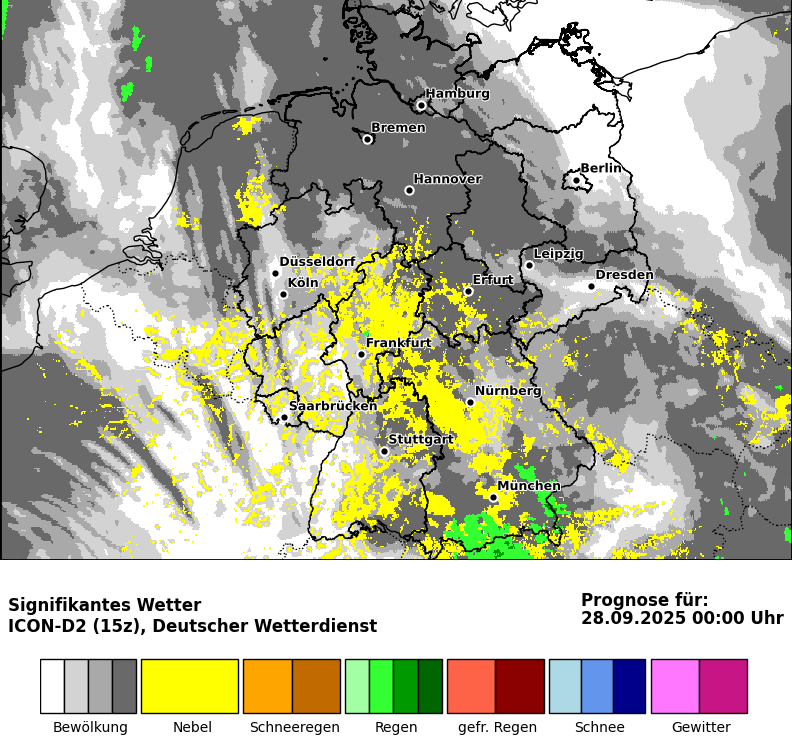 Hamburg
Bremen
Hannover
Berlin
Düsseldorf
Leipzig
Köln
Erfurt
Dresden
Frankfurt
Nürnberg
Saarbrücken
Stuttgart
München
Signifikantes Wetter
ICON-D2 (15z), Deutscher Wetterdienst
Prognose für:
28.09.2025 00:00 Uhr
Bewölkung Nebel Schneeregen Regen gefr. Regen Schnee Gewitter